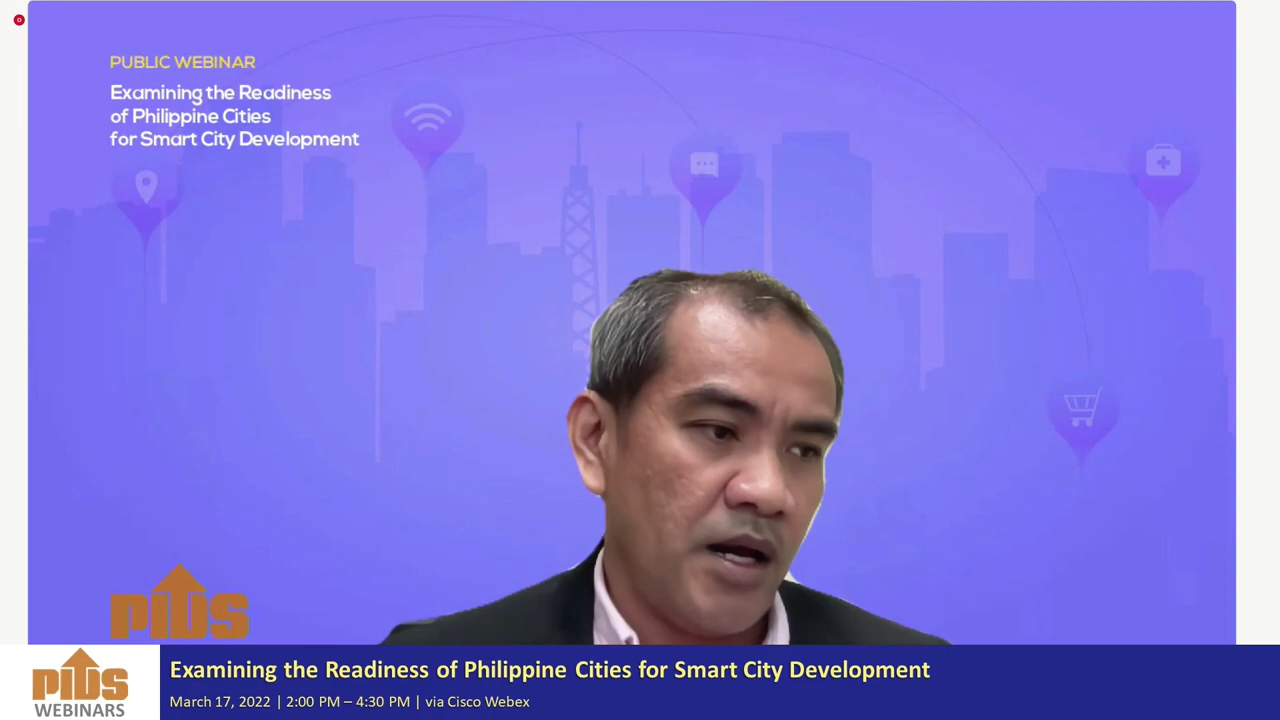 PUBLIC WEBINAR
Examining the Readiness
of Philippine Cities
for Smart City Development
PIDS
PIDS
WEBINARS
Examining the Readiness of Philippine Cities for Smart City Development
March 17, 2022 | 2:00 PM – 4:30 PM | via Cisco Webex